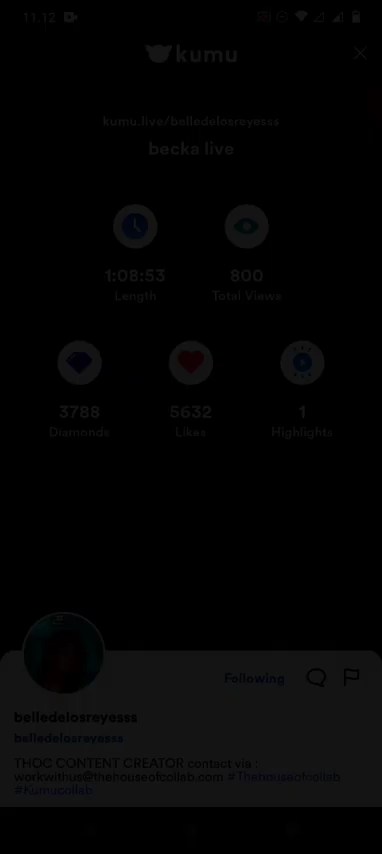 11.12
kumu
kumu.live/belledelosreyesss
becka live
1:08:53 800
Length Total Views
3788 5632 1
Diamonds Likes Highlights
Following
belledelosreyesss
belledelosreyesss
THOC CONTENT CREATOR contact via :
workwithus@thehouseofcollab.com #Thehouseofcollab
#Kumucollab